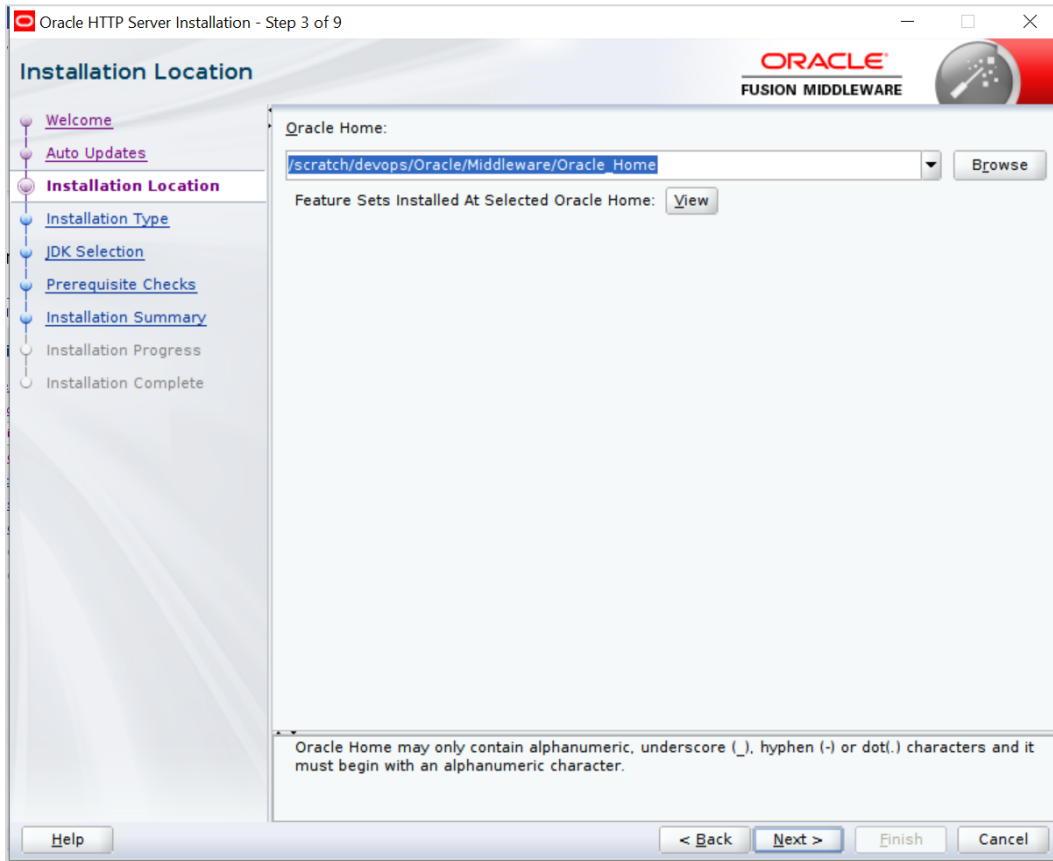 Oracle HTTP Server Installation - Step 3 of 9
Installation Location
ORACLE
FUSION MIDDLEWARE
Welcome
Auto Updates
Installation Location
Installation Type
JDK Selection
Prerequisite Checks
Installation Summary
Installation Progress
Installation Complete
Oracle Home:
/scratch/devops/Oracle/Middleware/Oracle_Home
Browse
Feature Sets Installed At Selected Oracle Home:
View
Oracle Home may only contain alphanumeric, underscore (_), hyphen (-) or dot(.) characters and it
must begin with an alphanumeric character.
Help
< Back
Next >
Finish
Cancel